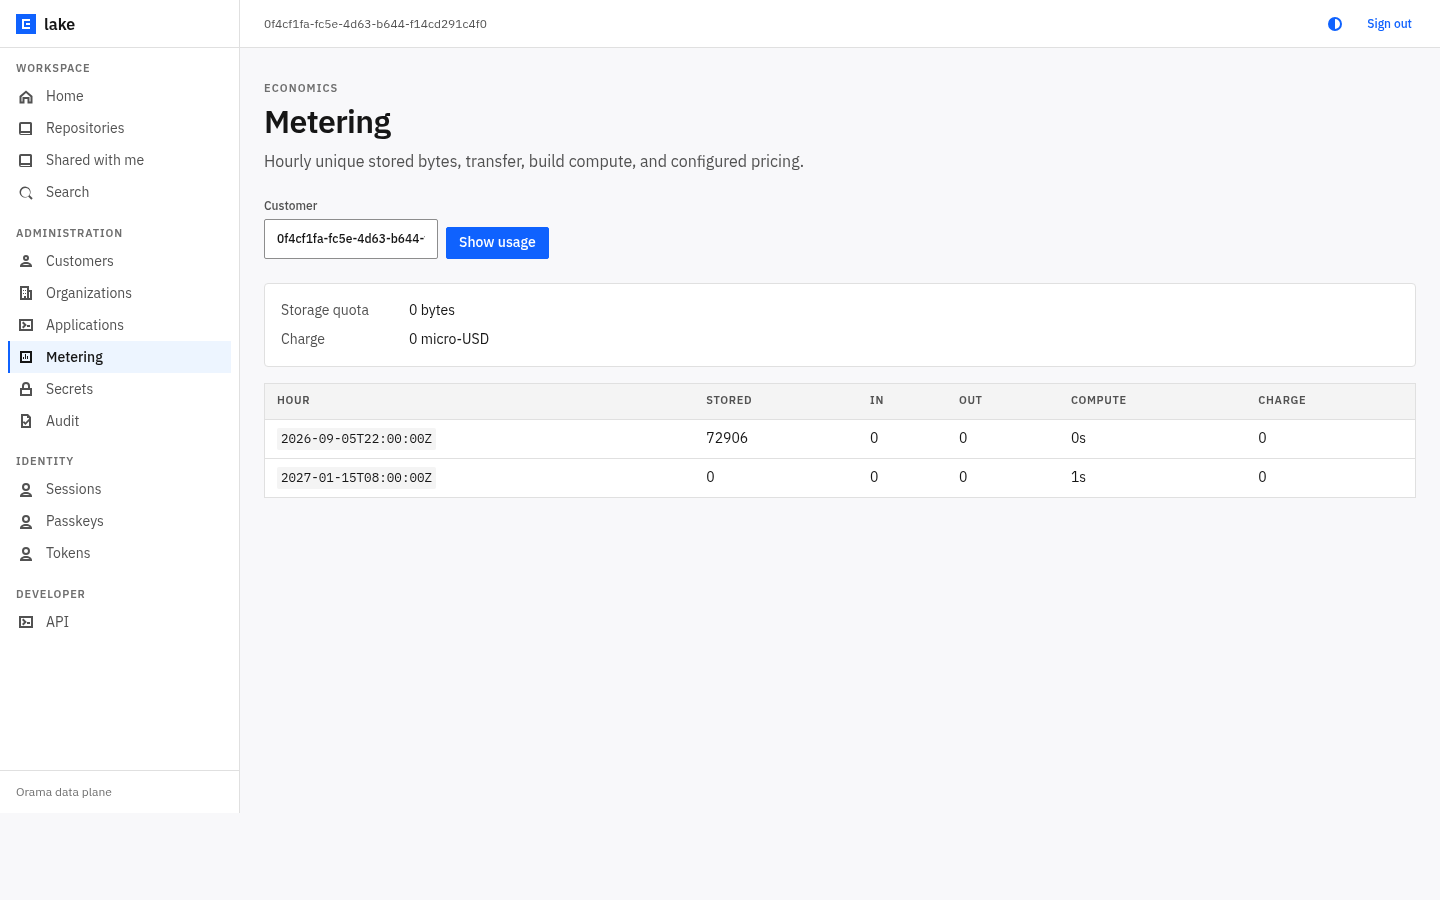 lake
0f4cf1fa-fc5e-4d63-b644-f14cd291c4f0
Sign out
WORKSPACE
Home
Repositories
Shared with me
Search
ADMINISTRATION
Customers
Organizations
Applications
Metering
Secrets
Audit
IDENTITY
Sessions
Passkeys
Tokens
DEVELOPER
API
Orama data plane
ECONOMICS
Metering
Hourly unique stored bytes, transfer, build compute, and configured pricing.
Customer
0f4cf1fa-fc5e-4d63-b644-
Show usage
Storage quota 0 bytes
Charge 0 micro-USD
HOUR STORED IN OUT COMPUTE CHARGE
2026-09-05T22:00:00Z 72906 0 0 0s 0
2027-01-15T08:00:00Z 0 0 0 1s 0